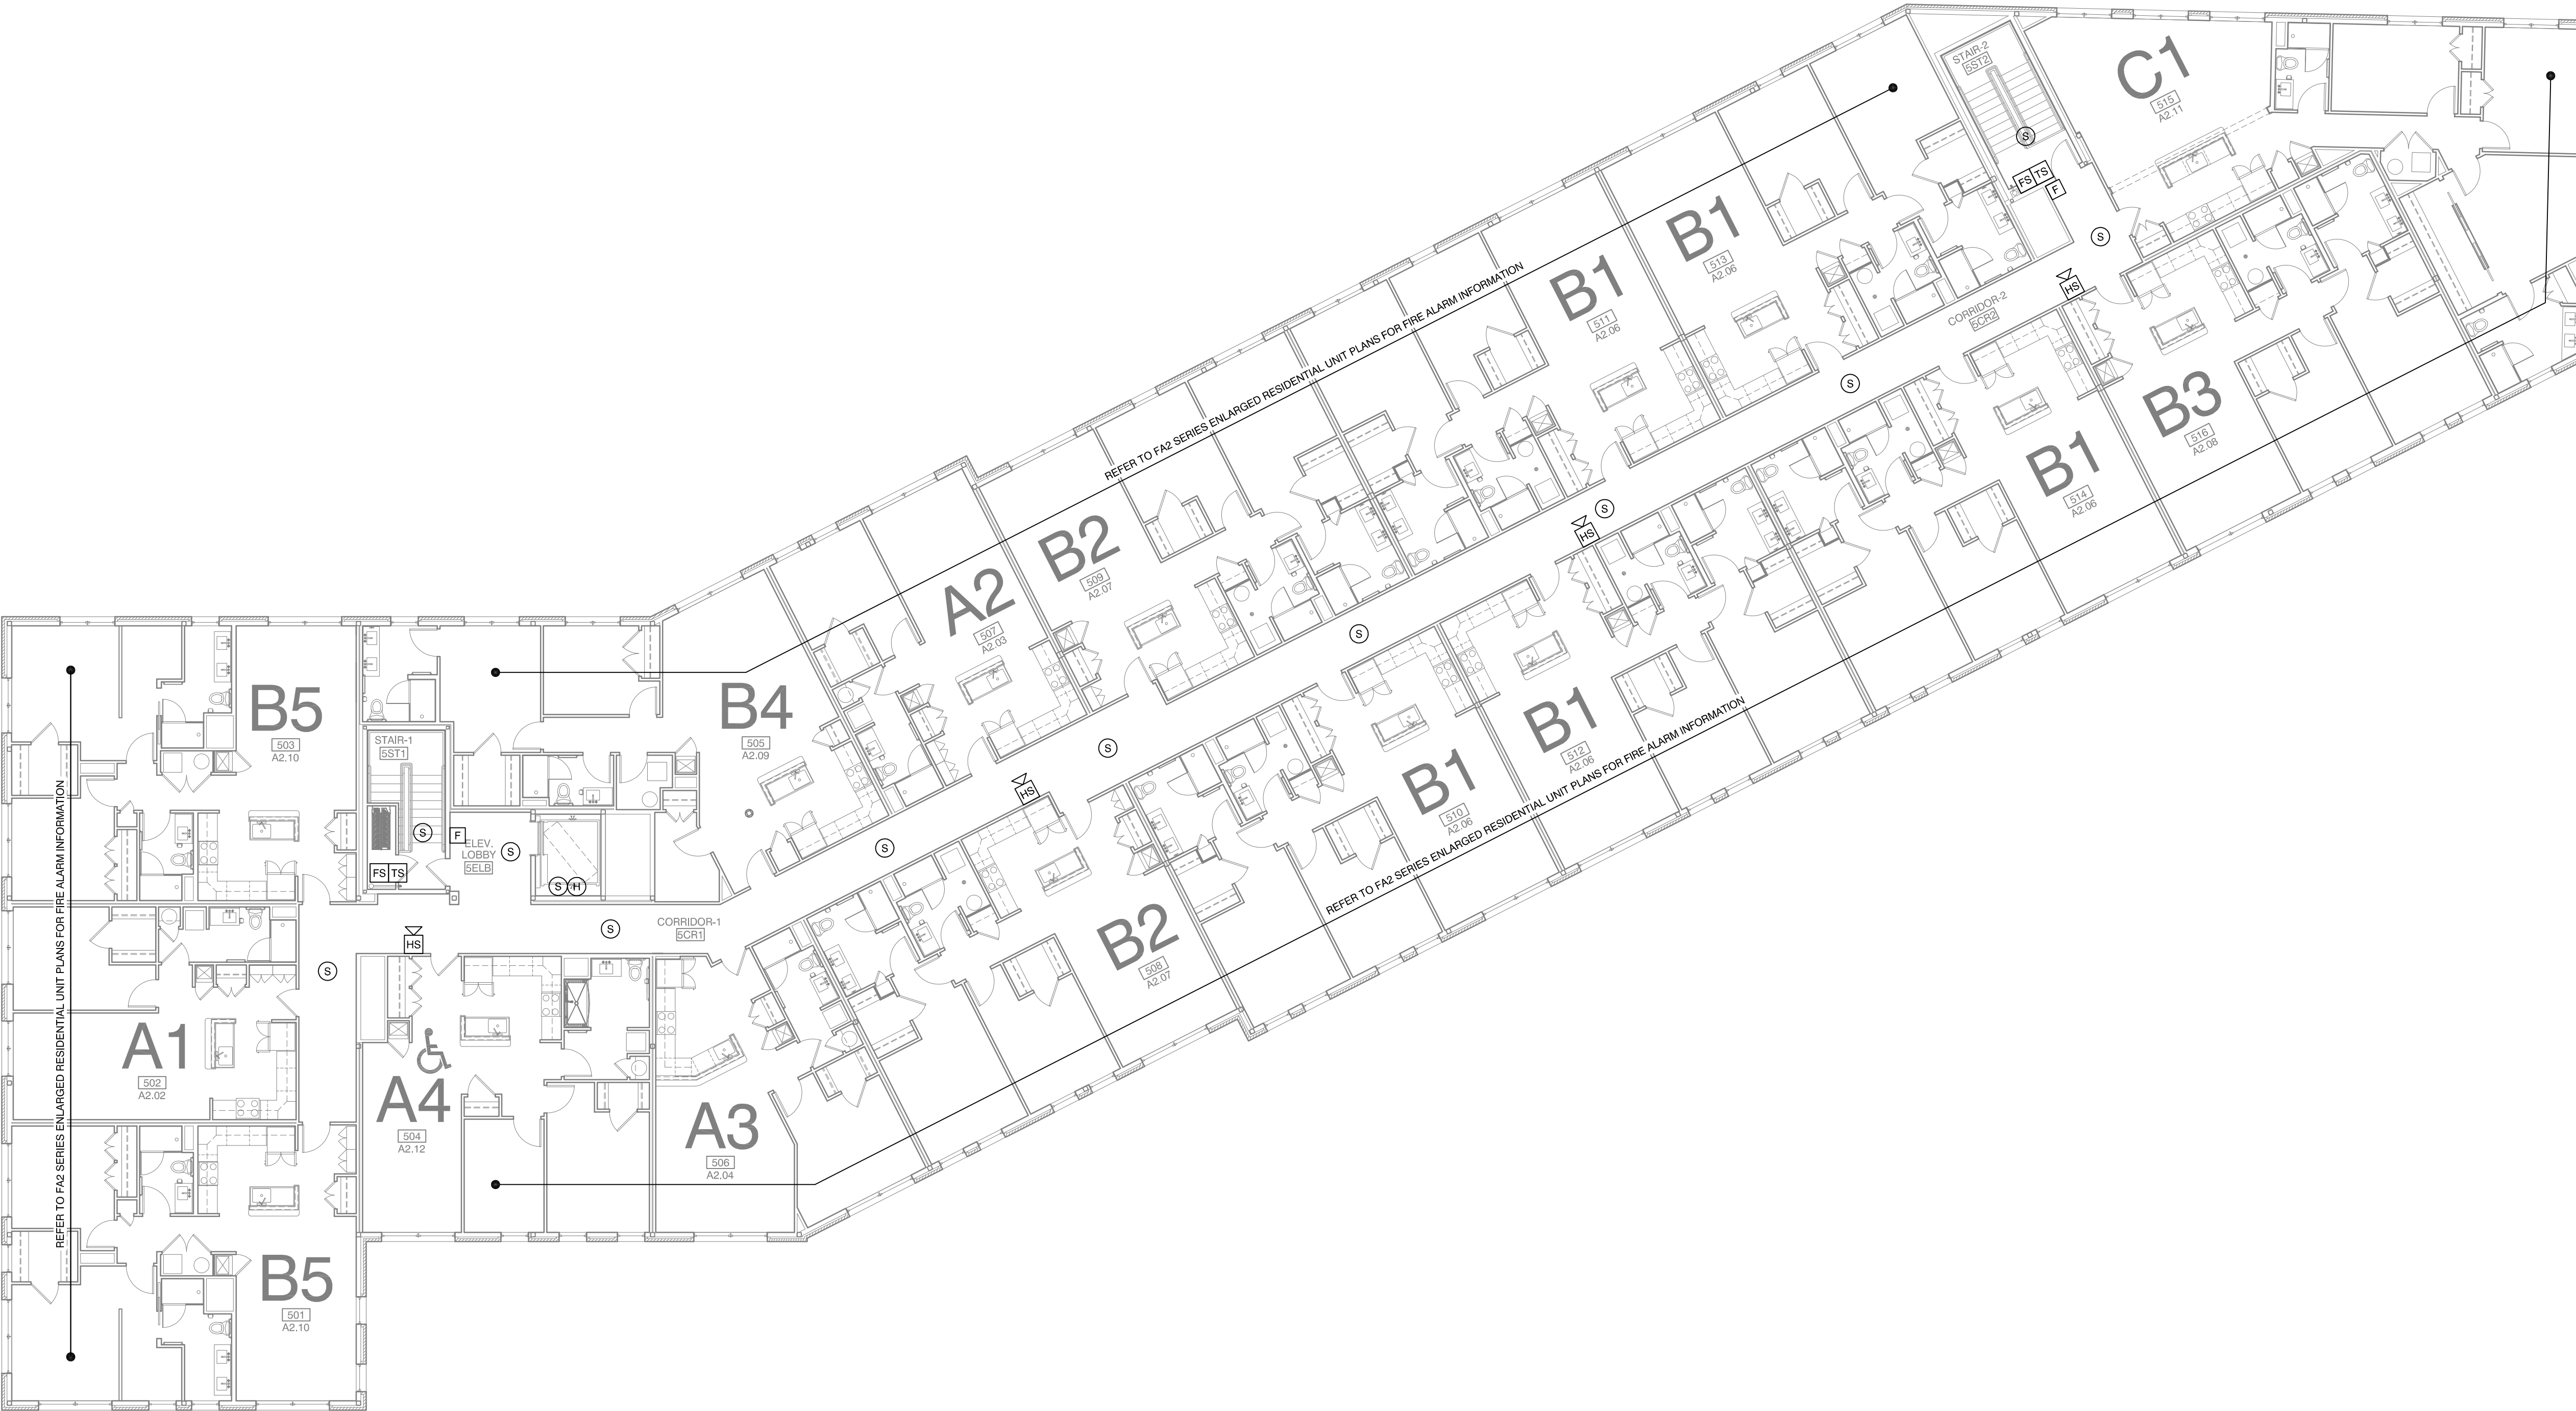 STAIR-2
5ST2
C1
515
A2.11
S
FS TS
F
S
B1
513
A2.06
HS
CORRIDOR-2
5CR2
S
B1
511
A2.06
B3
516
A2.08
REFER TO FA2 SERIES ENLARGED RESIDENTIAL UNIT PLANS FOR FIRE ALARM INFORMATION
B1
514
A2.06
S
HS
B2
509
A2.07
A2
507
A2.03
S
B1
512
A2.06
B5
503
A2.10
STAIR-1
5ST1
B4
505
A2.09
S
HS
B1
510
A2.06
REFER TO FA2 SERIES ENLARGED RESIDENTIAL UNIT PLANS FOR FIRE ALARM INFORMATION
S
F
ELEV.
LOBBY
5ELB
S
FS TS
S H
S
B2
508
A2.07
CORRIDOR-1
5CR1
S
HS
S
REFER TO FA2 SERIES ENLARGED RESIDENTIAL UNIT PLANS FOR FIRE ALARM INFORMATION
A1
502
A2.02
A4
504
A2.12
A3
506
A2.04
B5
501
A2.10